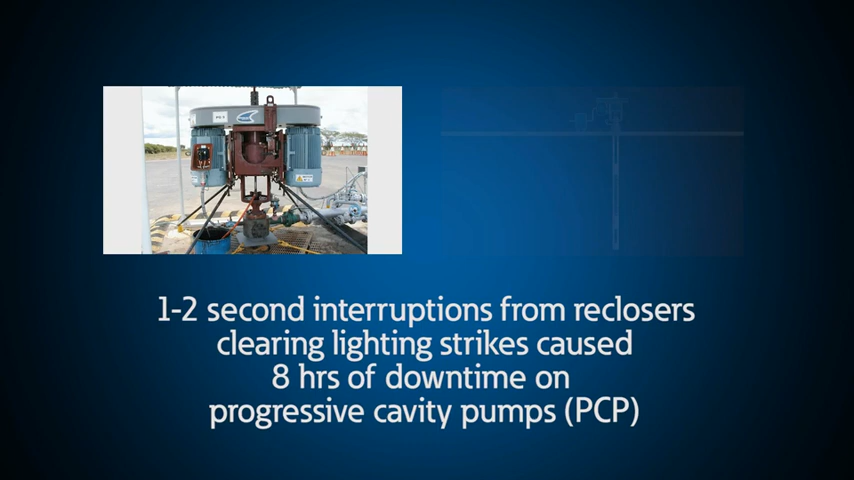 1-2 second interruptions from reclosers
clearing lighting strikes caused
8 hrs of downtime on
progressive cavity pumps (PCP)